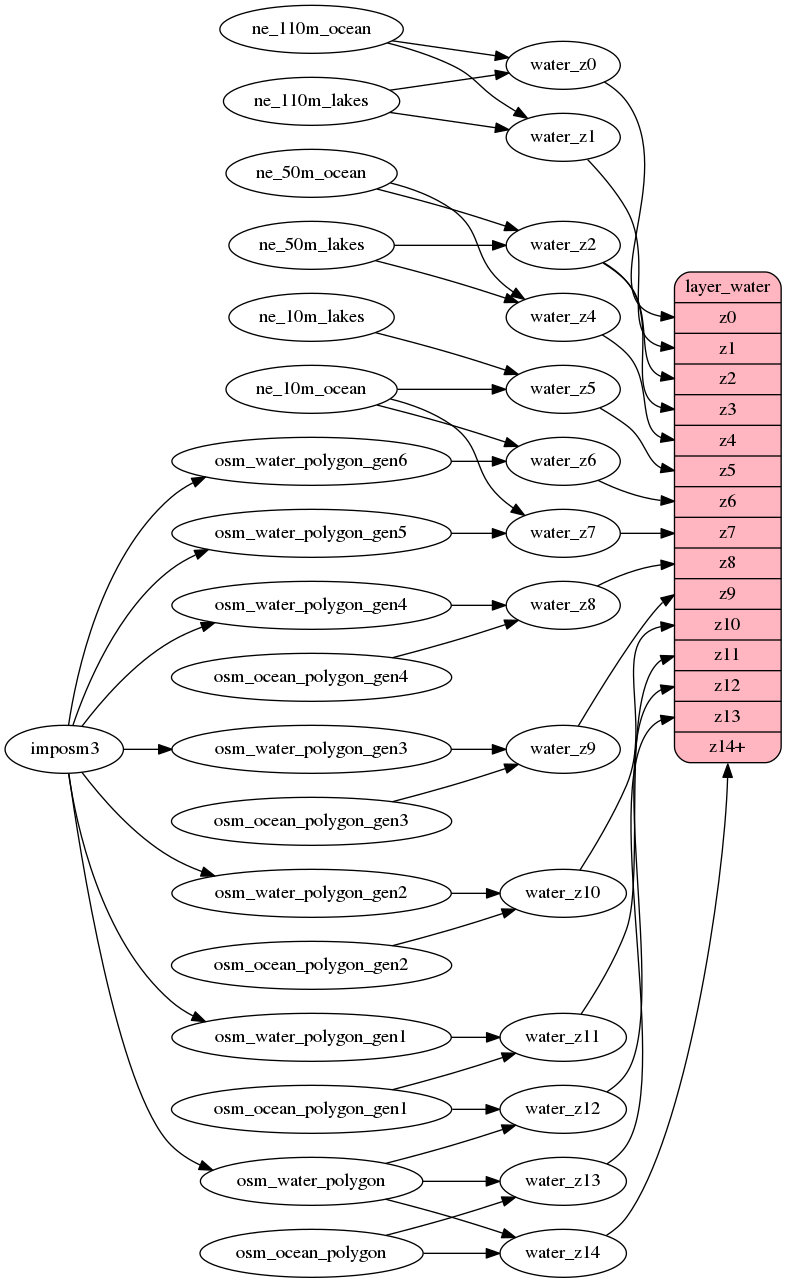 ne_110m_ocean
water_z0
ne_110m_lakes
water_z1
ne_50m_ocean
ne_50m_lakes
water_z2
layer_water
ne_10m_lakes
water_z4
z0
z1
z2
ne_10m_ocean
water_z5
z3
z4
osm_water_polygon_gen6
water_z6
z5
z6
osm_water_polygon_gen5
water_z7
z7
z8
osm_water_polygon_gen4
water_z8
z9
z10
z11
osm_ocean_polygon_gen4
z12
z13
imposm3
osm_water_polygon_gen3
water_z9
z14+
osm_ocean_polygon_gen3
osm_water_polygon_gen2
water_z10
osm_ocean_polygon_gen2
osm_water_polygon_gen1
water_z11
osm_ocean_polygon_gen1
water_z12
osm_water_polygon
water_z13
osm_ocean_polygon
water_z14